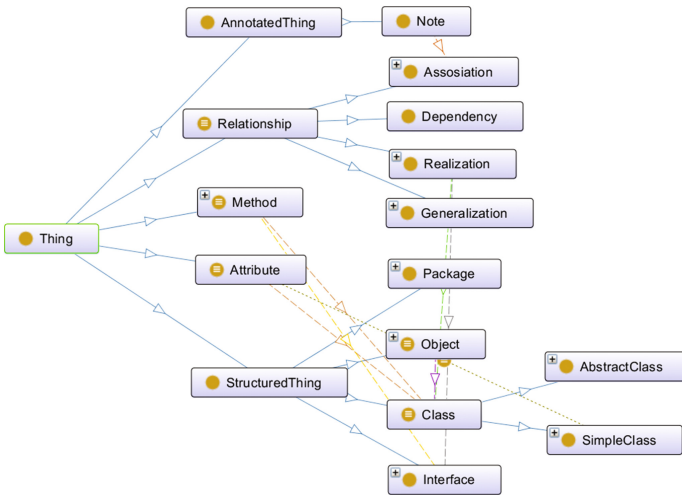 AnnotatedThing
Note
Assosiation
Relationship
Dependency
Realization
Method
Generalization
Thing
Attribute
Package
Object
StructuredThing
AbstractClass
Class
SimpleClass
Interface